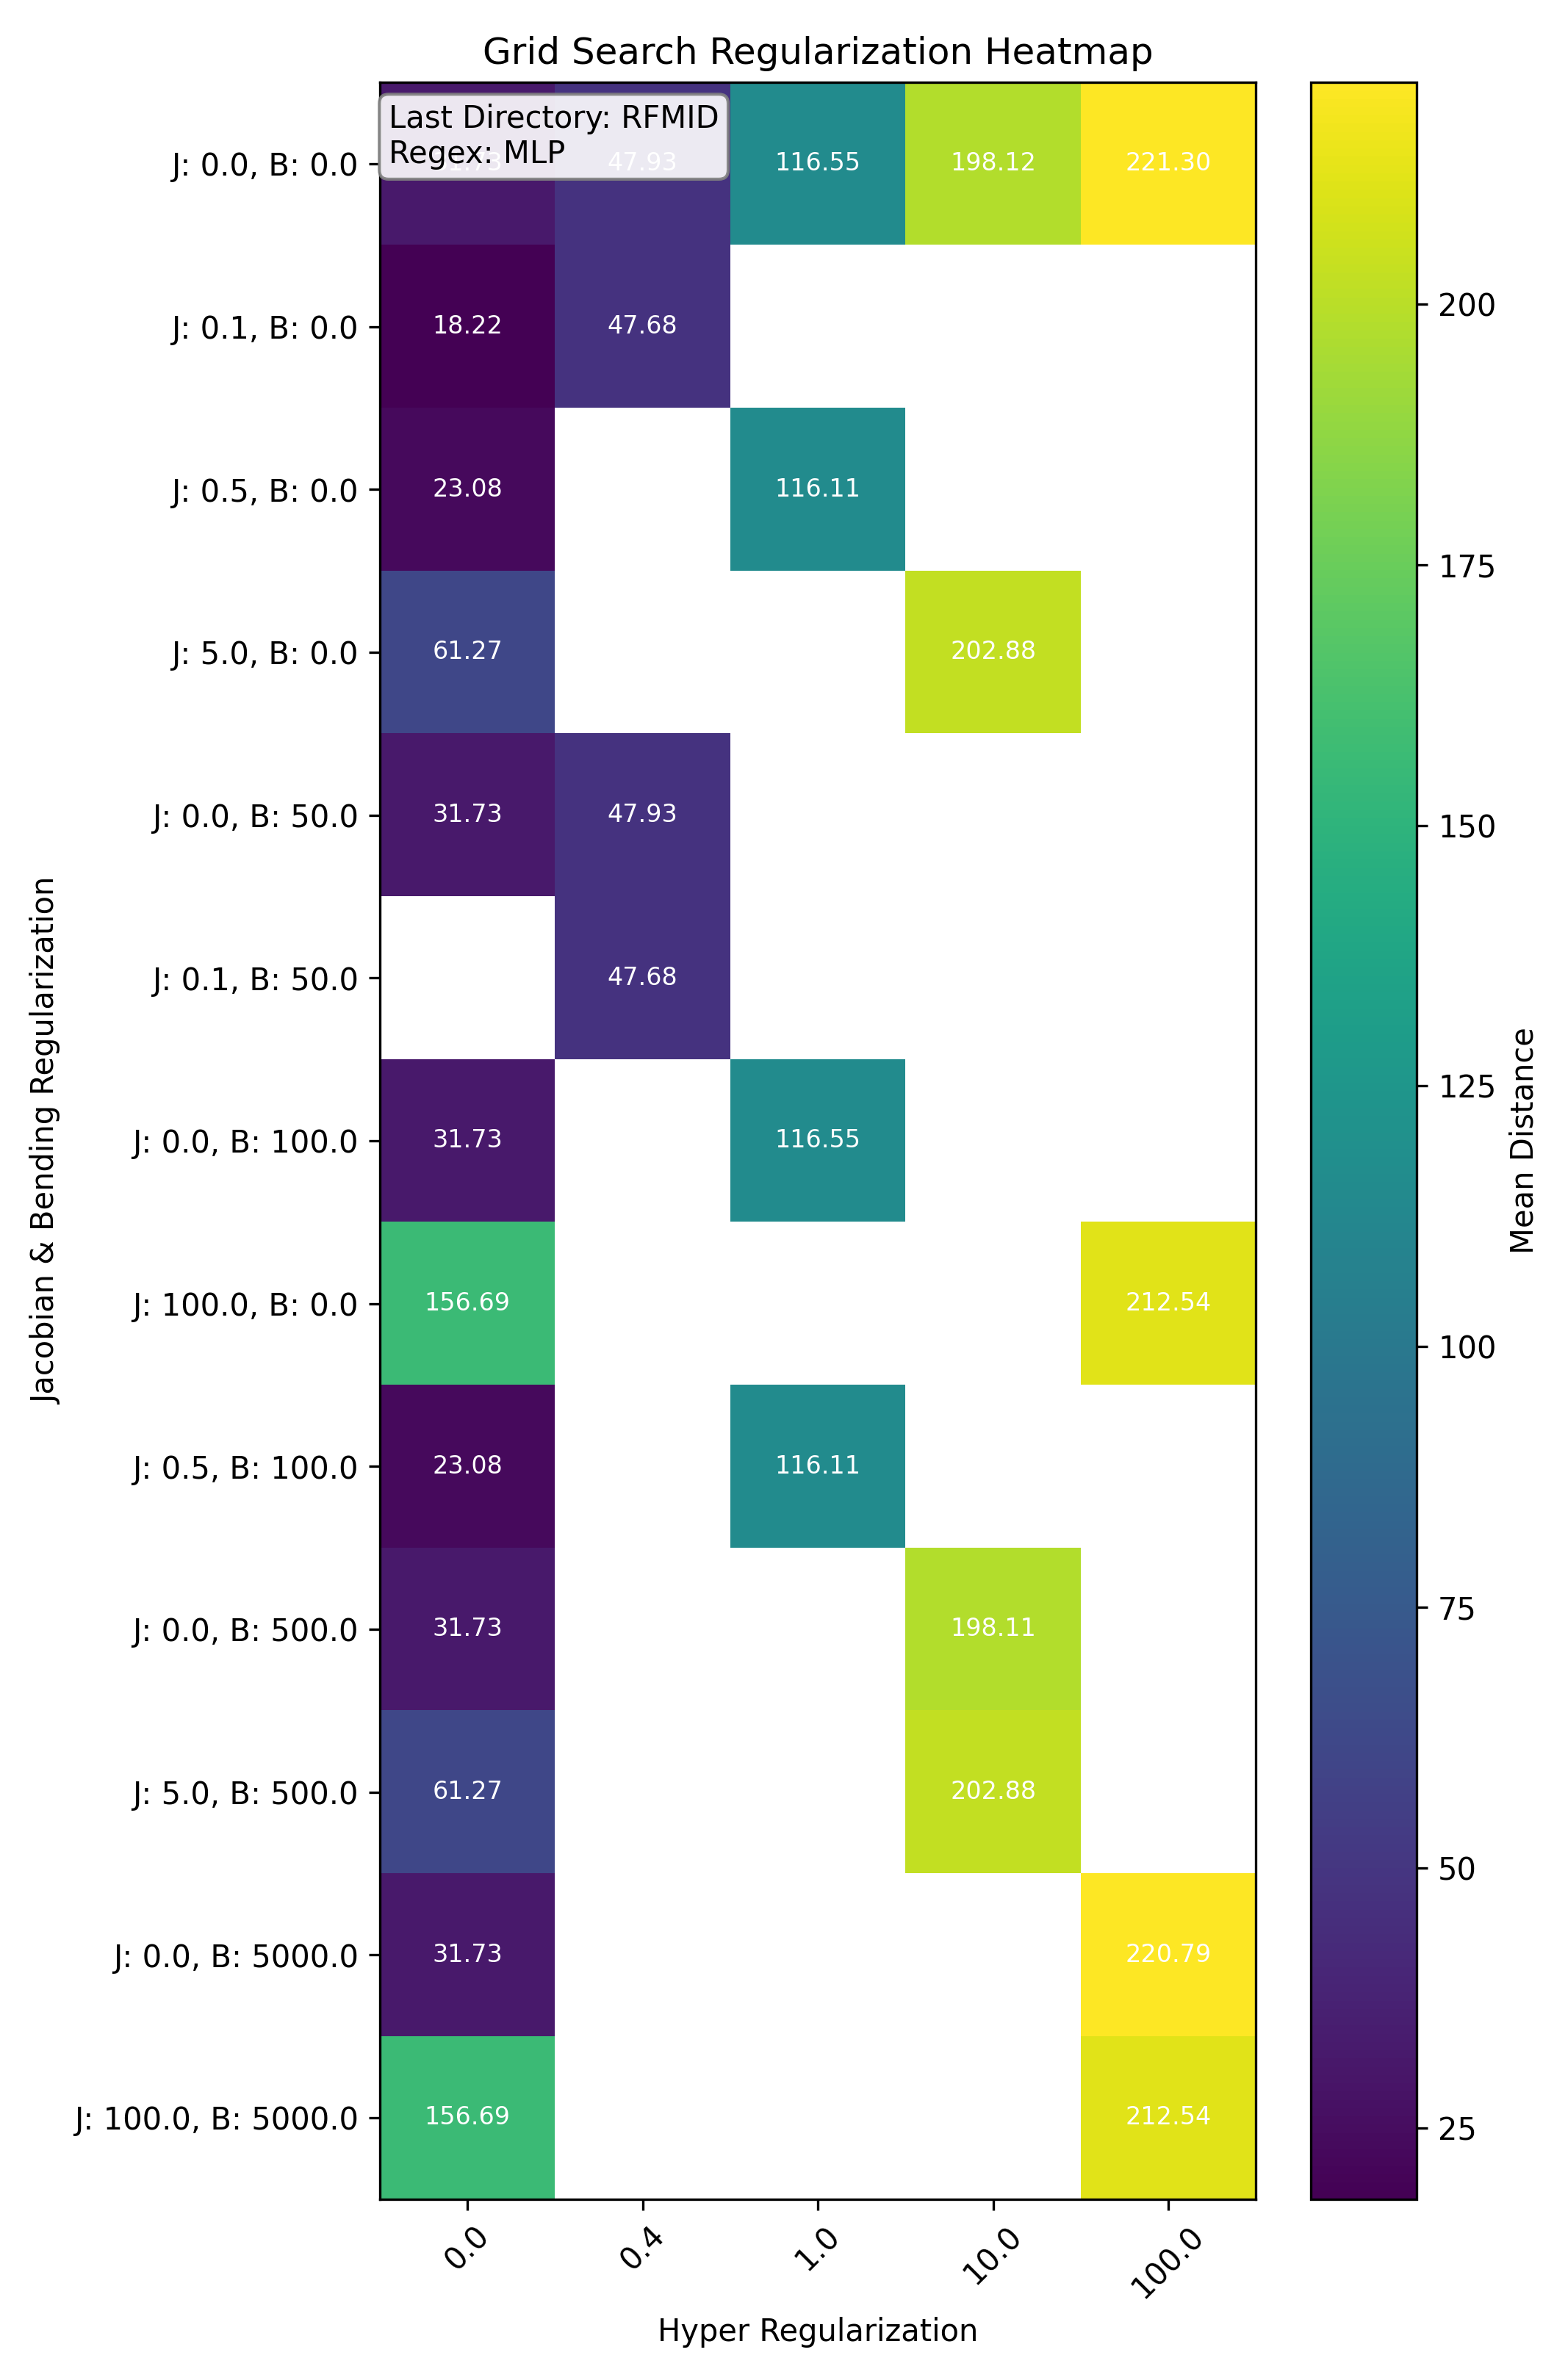 Grid Search Regularization Heatmap
Last Directory: RFMID
Regex: MLP
J: 0.0, B: 0.0 47.93 116.55 198.12 221.30
J: 0.1, B: 0.0 18.22 47.68
J: 0.5, B: 0.0 23.08 116.11
J: 5.0, B: 0.0 61.27 202.88
J: 0.0, B: 50.0 31.73 47.93
J: 0.1, B: 50.0 47.68
J: 0.0, B: 100.0 31.73 116.55
J: 100.0, B: 0.0 156.69 212.54
J: 0.5, B: 100.0 23.08 116.11
J: 0.0, B: 500.0 31.73 198.11
J: 5.0, B: 500.0 61.27 202.88
J: 0.0, B: 5000.0 31.73 220.79
J: 100.0, B: 5000.0 156.69 212.54
0.0 0.4 1.0 10.0 100.0
Hyper Regularization
Jacobian & Bending Regularization
200
175
150
125
100
75
50
25
Mean Distance